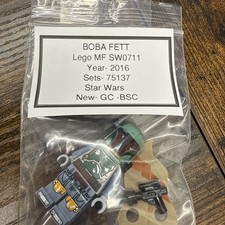 BOBA FETT
Lego MF SW0711
Year- 2016
Sets- 75137
Star Wars
New- GC -BSC